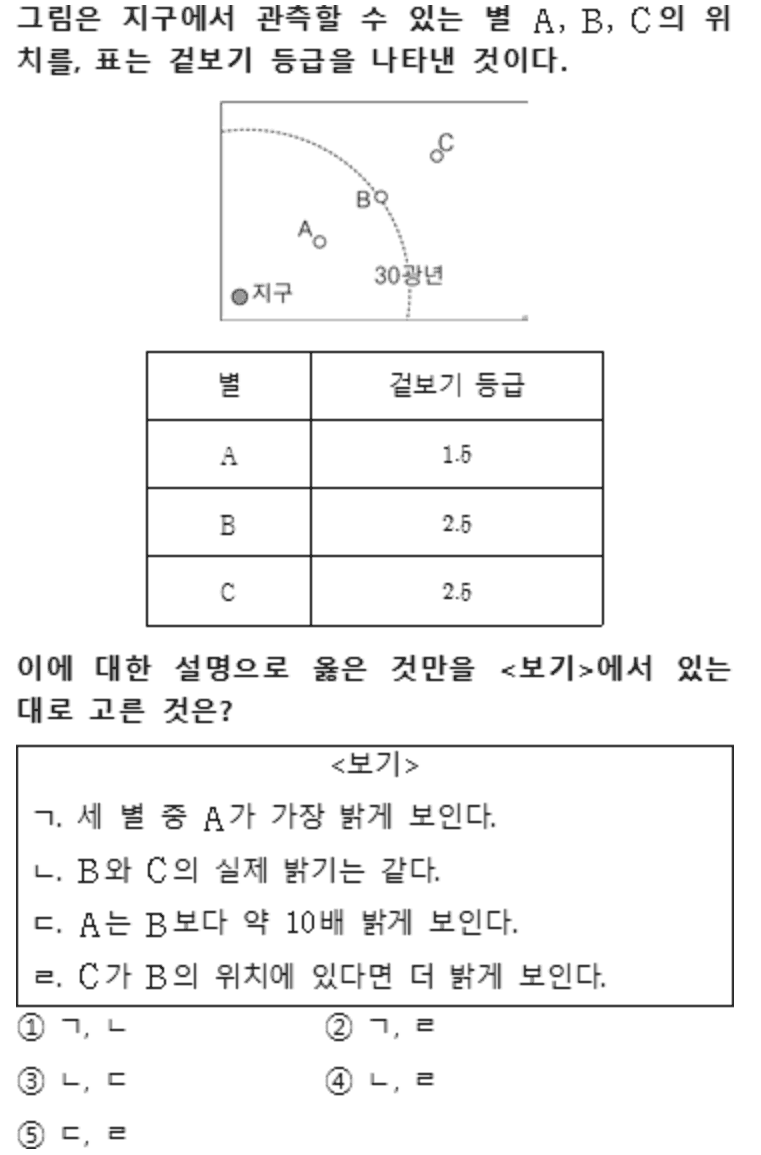 그림은 지구에서 관측할 수 있는 별 A, B, C의 위
치를, 표는 겉보기 등급을 나타낸 것이다.
C
B
A
30광년
지구
별 겉보기 등급
A 1.5
B 2.5
C 2.5
이에 대한 설명으로 옳은 것만을 <보기>에서 있는
대로 고른 것은?
<보기>
ㄱ. 세 별 중 A가 가장 밝게 보인다.
ㄴ. B와 C의 실제 밝기는 같다.
ㄷ. A는 B보다 약 10배 밝게 보인다.
ㄹ. C가 B의 위치에 있다면 더 밝게 보인다.
① ㄱ, ㄴ ② ㄱ, ㄹ
③ ㄴ, ㄷ ④ ㄴ, ㄹ
⑤ ㄷ, ㄹ